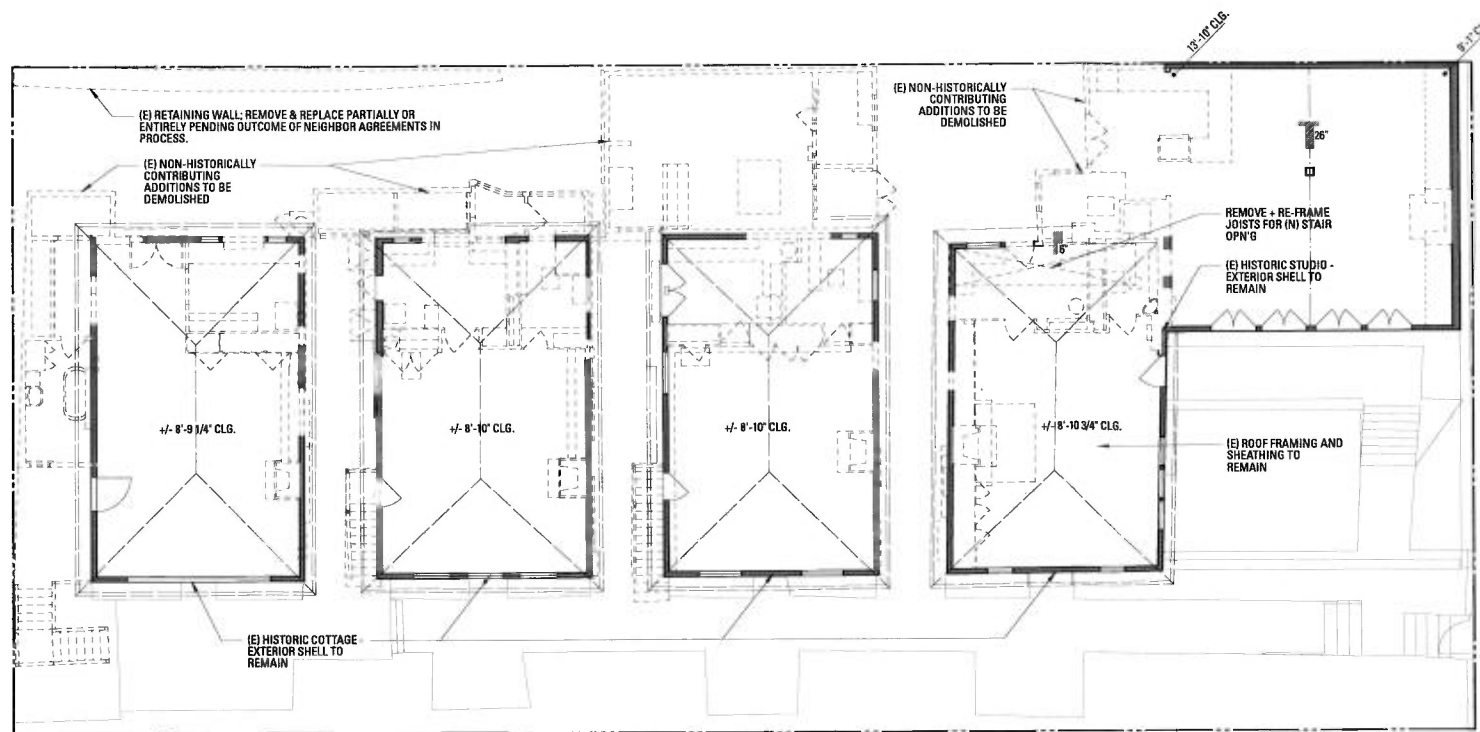 13'-10" CLG.
(E) RETAINING WALL; REMOVE & REPLACE PARTIALLY OR
ENTIRELY PENDING OUTCOME OF NEIGHBOR AGREEMENTS IN
PROCESS.
(E) NON-HISTORICALLY
CONTRIBUTING
ADDITIONS TO BE
DEMOLISHED
(E) NON-HISTORICALLY
CONTRIBUTING
ADDITIONS TO BE
DEMOLISHED
26"
REMOVE + RE-FRAME
JOISTS FOR (N) STAIR
OPN'G
(E) HISTORIC STUDIO -
EXTERIOR SHELL TO
REMAIN
+/- 8'-9 1/4" CLG.
+/- 8'-10" CLG.
+/- 8'-10" CLG.
+/- 8'-10 3/4" CLG.
(E) ROOF FRAMING AND
SHEATHING TO
REMAIN
(E) HISTORIC COTTAGE
EXTERIOR SHELL TO
REMAIN